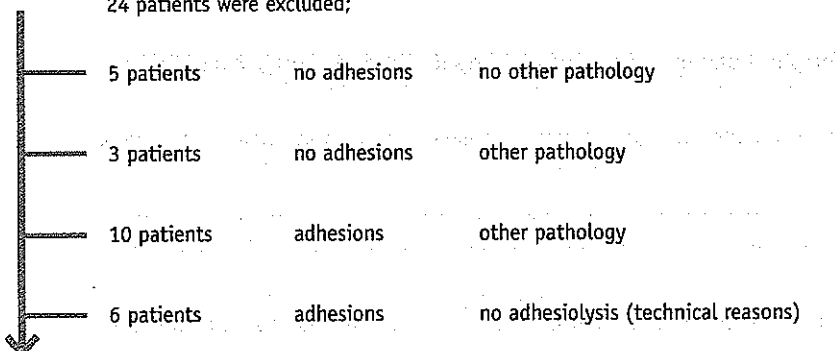 24 patients were excluded;
5 patients no adhesions no other pathology
3 patients no adhesions other pathology
10 patients adhesions other pathology
6 patients adhesions no adhesiolysis (technical reasons)